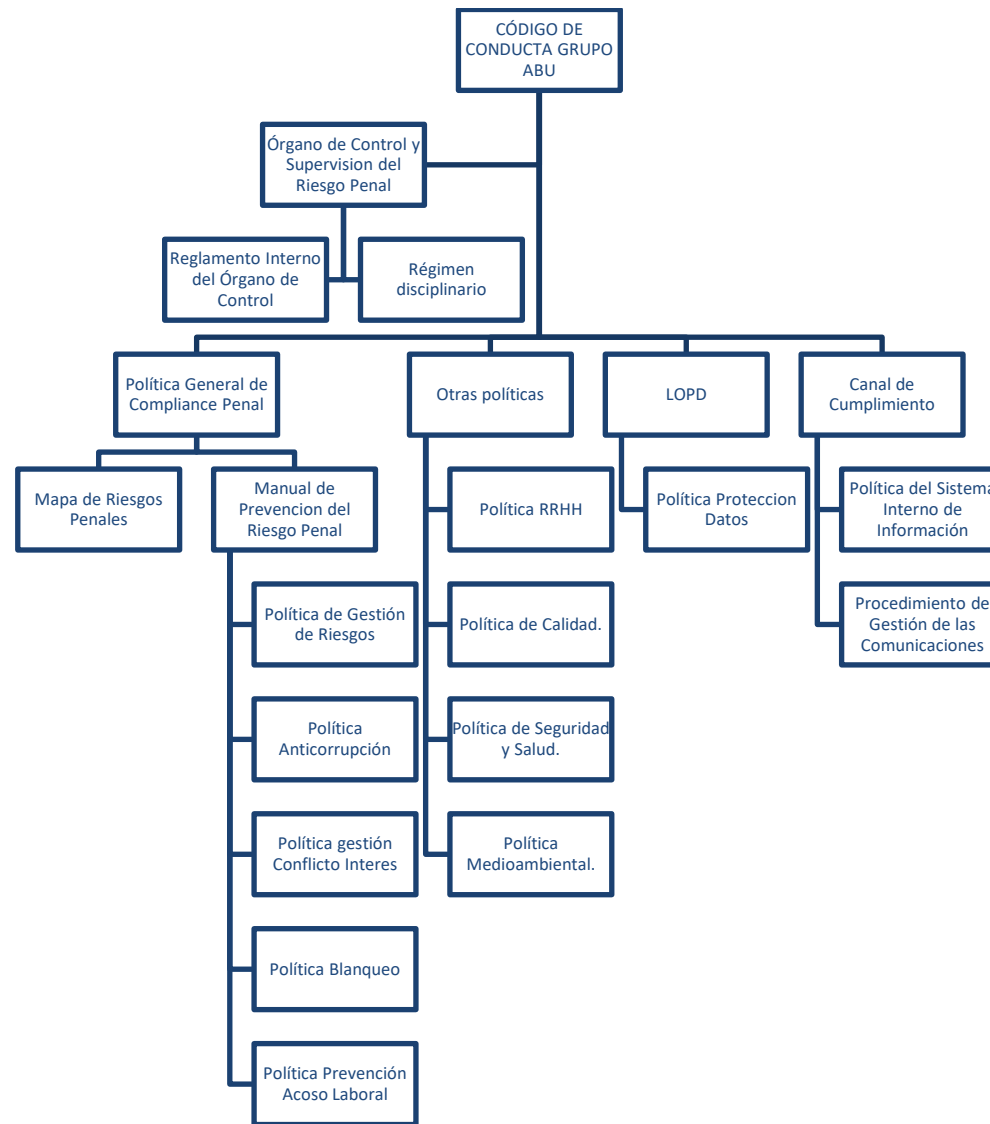 CÓDIGO DE
CONDUCTA GRUPO
ABU
Órgano de Control y
Supervision del
Riesgo Penal
Reglamento Interno
del Órgano de
Control
Régimen
disciplinario
Política General de
Compliance Penal
Otras políticas
LOPD
Canal de
Cumplimiento
Mapa de Riesgos
Penales
Manual de
Prevencion del
Riesgo Penal
Política RRHH
Política Proteccion
Datos
Política del Sistema
Interno de
Información
Política de Gestión
de Riesgos
Política de Calidad.
Procedimiento de
Gestión de las
Comunicaciones
Política
Anticorrupción
Política de Seguridad
y Salud.
Política gestión
Conflicto Interes
Política
Medioambiental.
Política Blanqueo
Política Prevención
Acoso Laboral